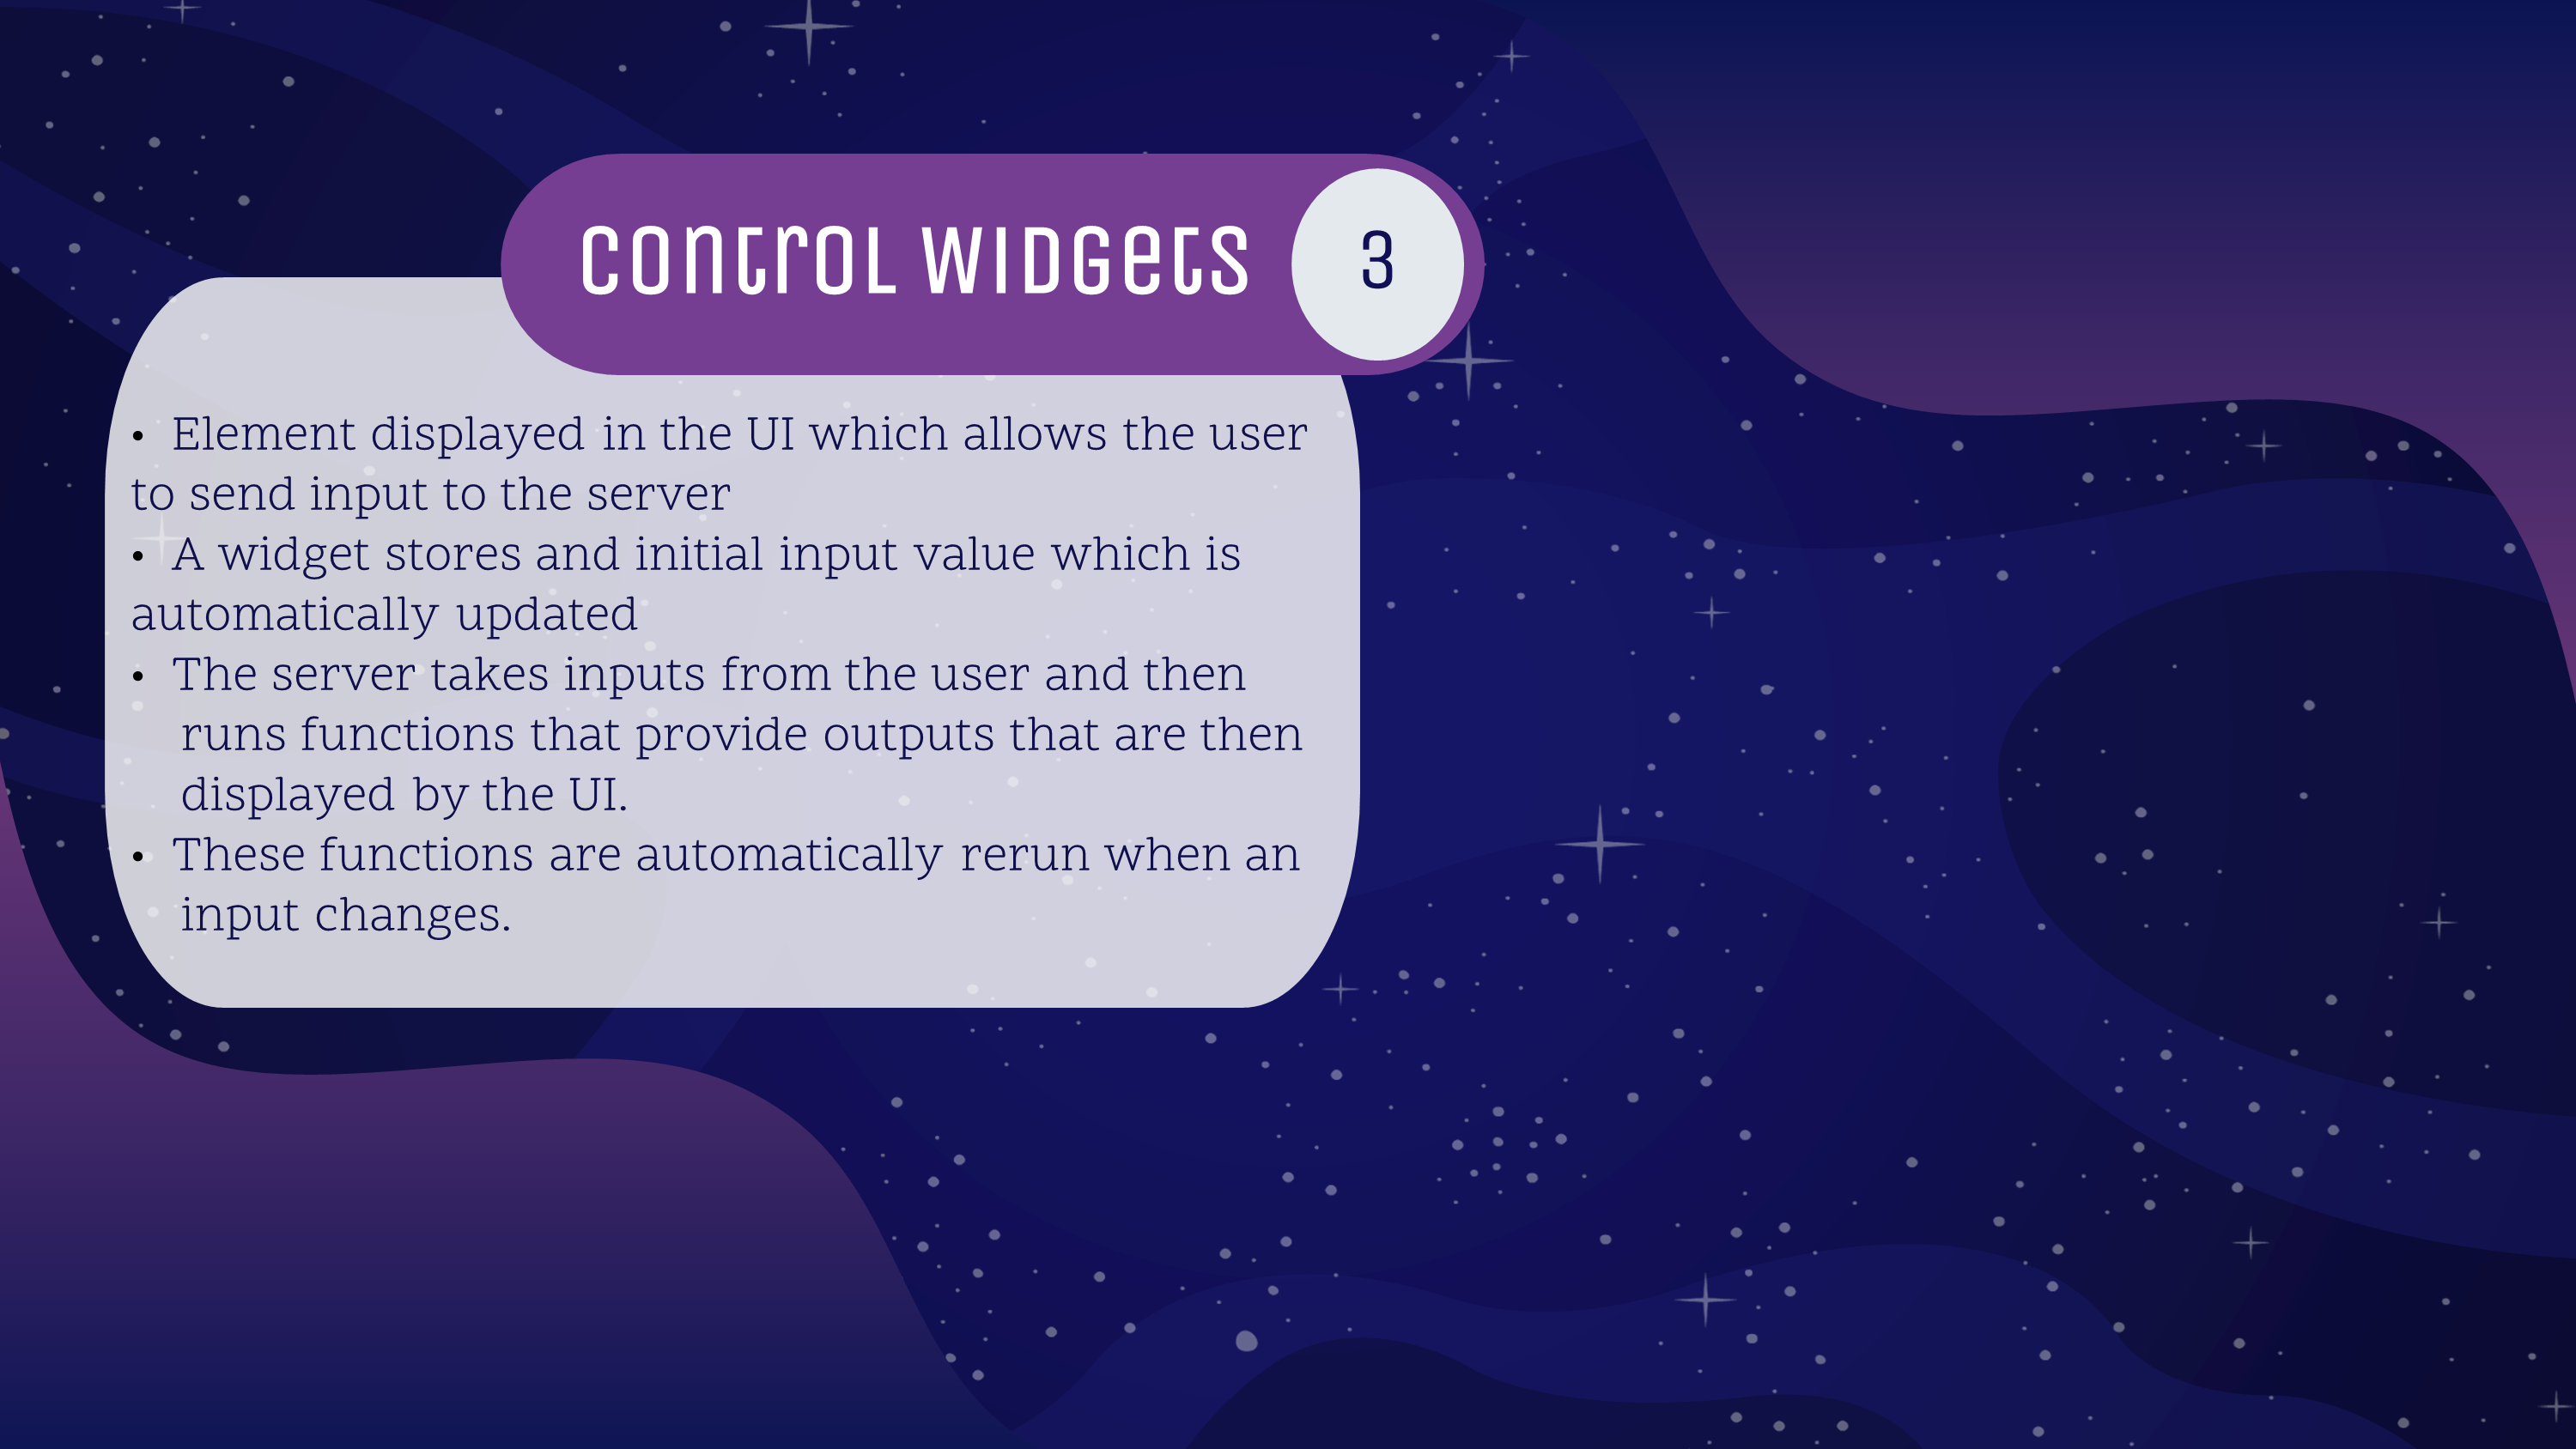 Control Widgets 3
• Element displayed in the UI which allows the user
to send input to the server
• A widget stores and initial input value which is
automatically updated
• The server takes inputs from the user and then
runs functions that provide outputs that are then
displayed by the UI.
• These functions are automatically rerun when an
input changes.